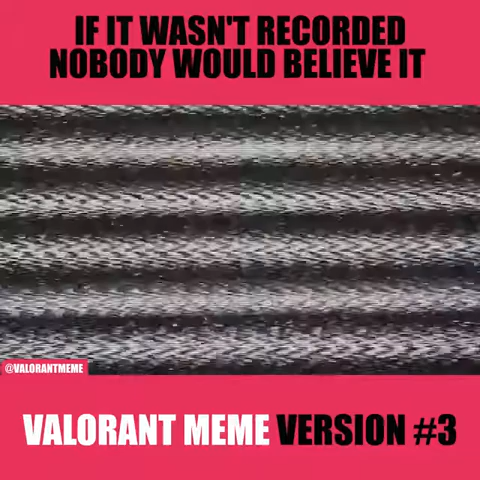 IF IT WASN'T RECORDED
NOBODY WOULD BELIEVE IT
@VALORANTMEME
VALORANT MEME VERSION #3